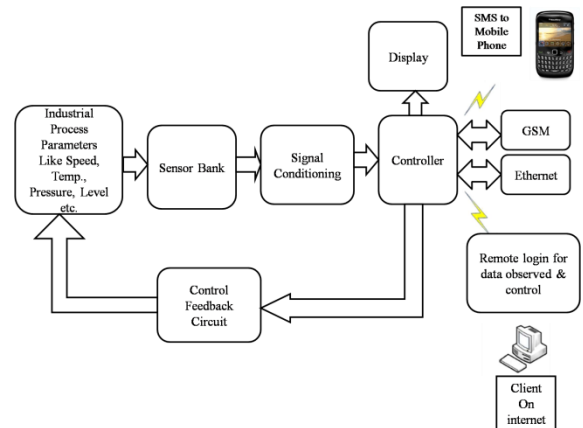 SMS to
Mobile
Phone
Display
Industrial
Process
Parameters
Like Speed,
Temp.,
Pressure, Level
etc.
Sensor Bank
Signal
Conditioning
Controller
GSM
Ethernet
Remote login for
data observed &
control
Control
Feedback
Circuit
Client
On
internet